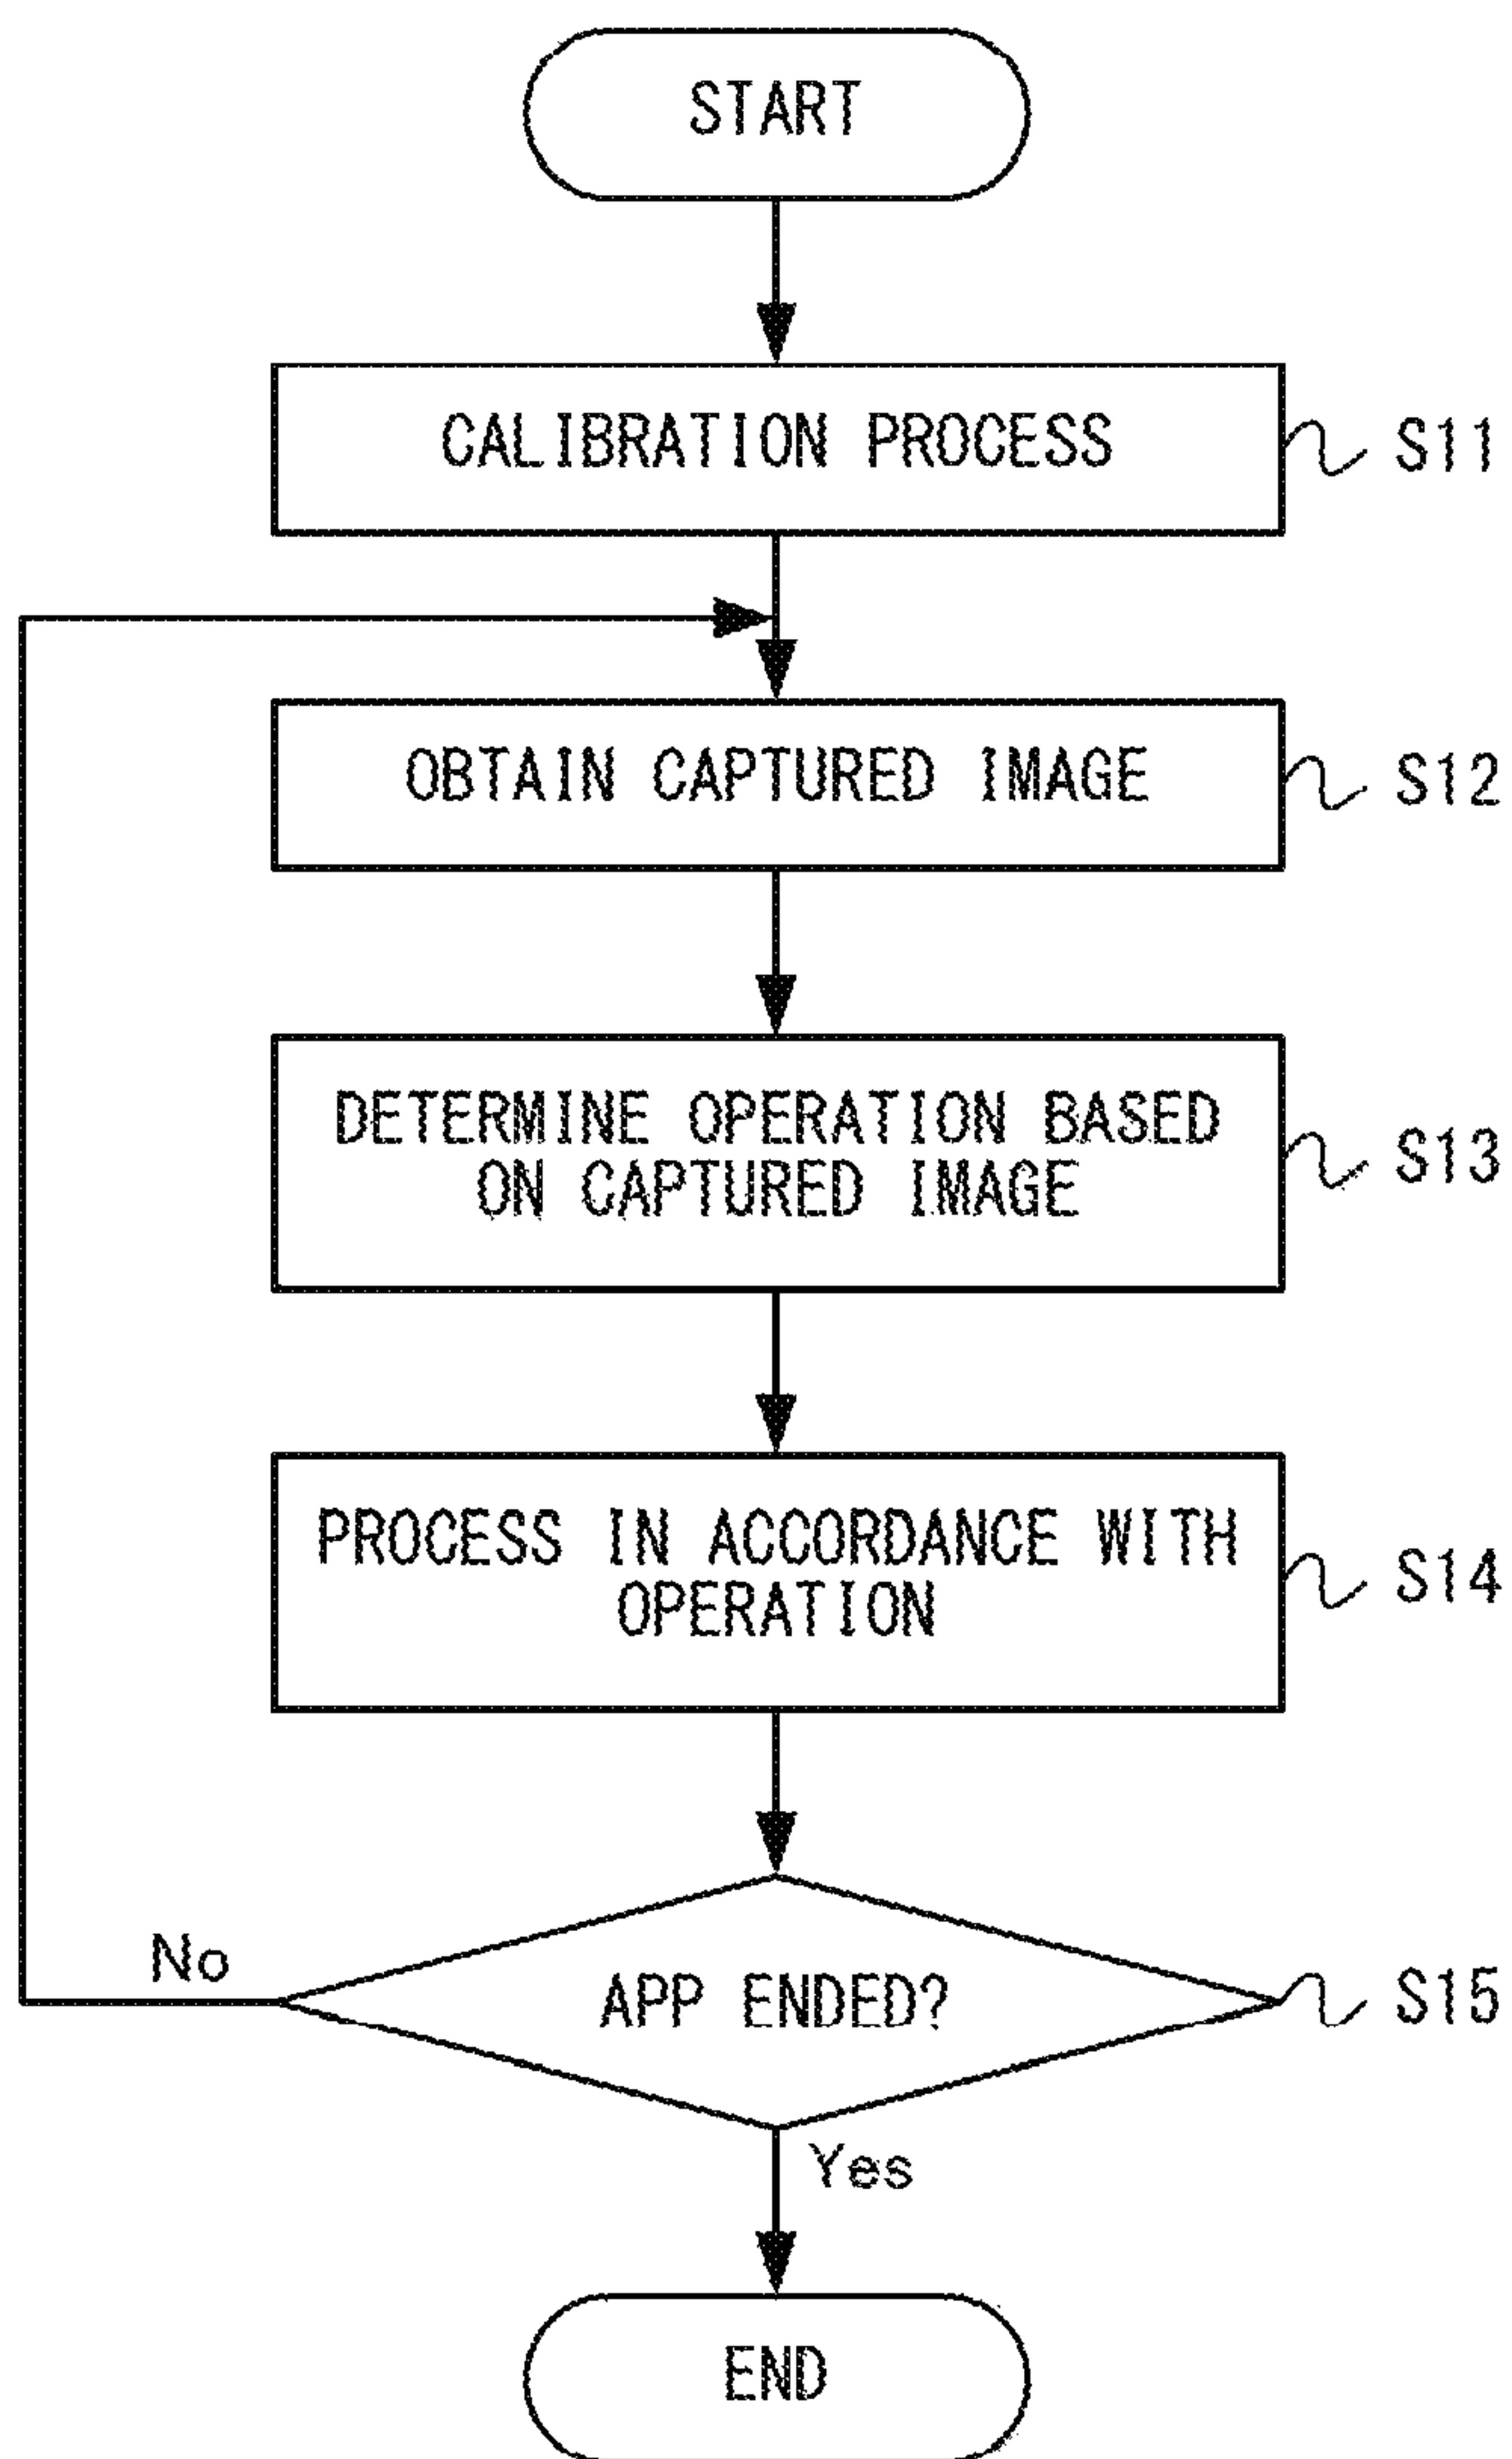 START
CALIBRATION PROCESS
S11
OBTAIN CAPTURED IMAGE
S12
DETERMINE OPERATION BASED
ON CAPTURED IMAGE
S13
PROCESS IN ACCORDANCE WITH
OPERATION
S14
No
APP ENDED?
S15
Yes
END